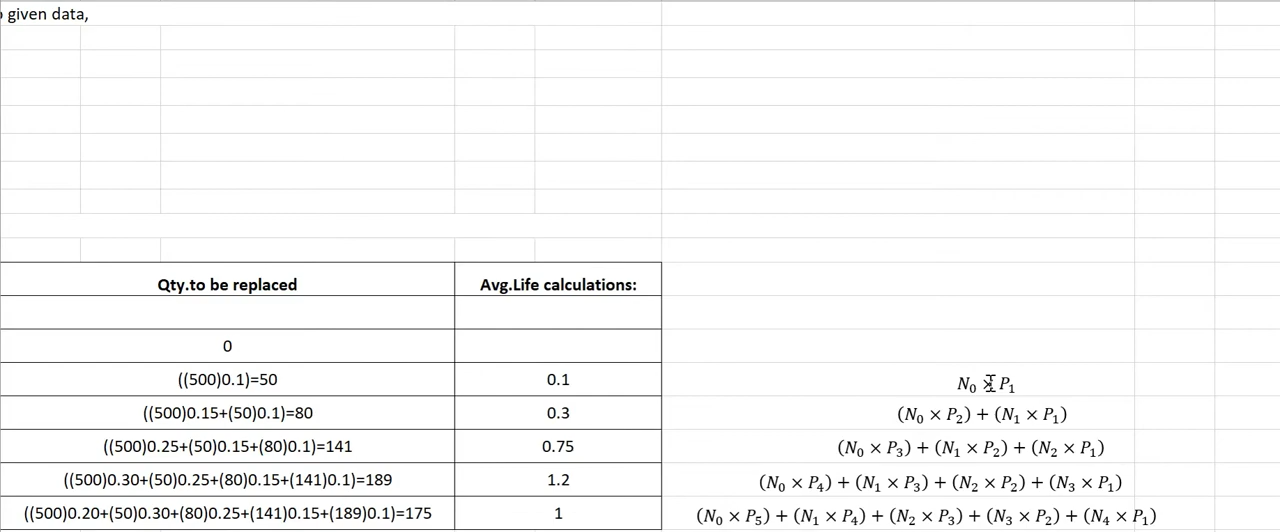 given data,
Qty.to be replaced Avg.Life calculations:
0
((500)0.1)=50 0.1 N₀ × P₁
((500)0.15+(50)0.1)=80 0.3 (N₀ × P₂) + (N₁ × P₁)
((500)0.25+(50)0.15+(80)0.1)=141 0.75 (N₀ × P₃) + (N₁ × P₂) + (N₂ × P₁)
((500)0.30+(50)0.25+(80)0.15+(141)0.1)=189 1.2 (N₀ × P₄) + (N₁ × P₃) + (N₂ × P₂) + (N₃ × P₁)
((500)0.20+(50)0.30+(80)0.25+(141)0.15+(189)0.1)=175 1 (N₀ × P₅) + (N₁ × P₄) + (N₂ × P₃) + (N₃ × P₂) + (N₄ × P₁)